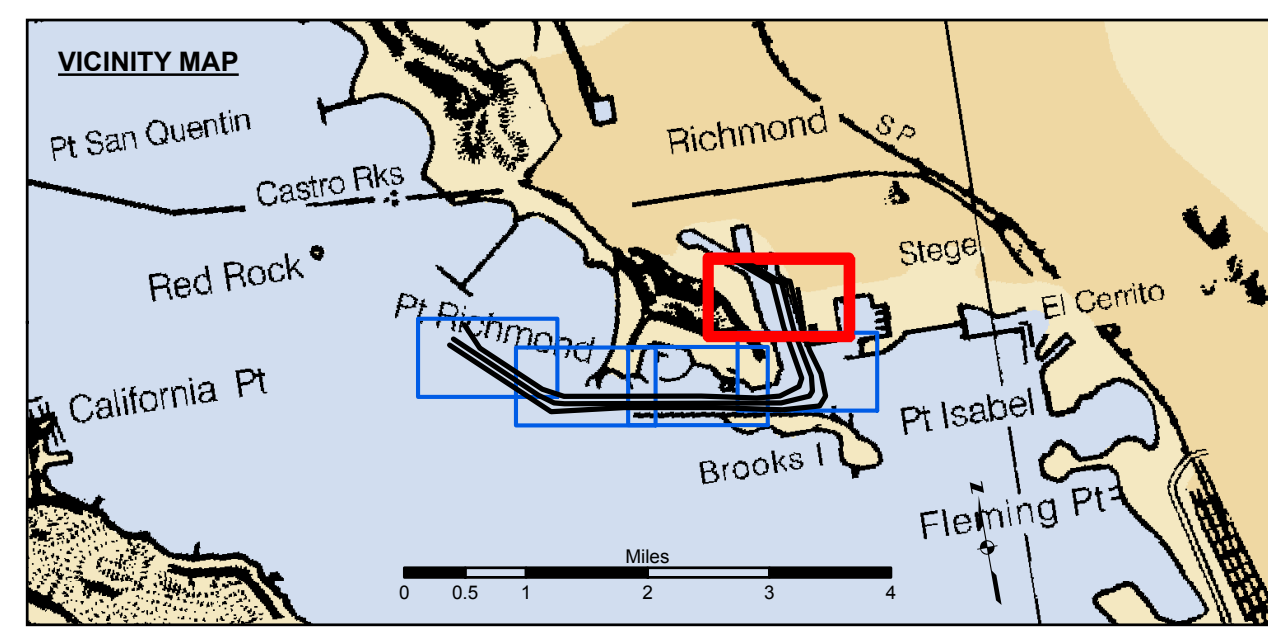 VICINITY MAP
Pt San Quentin
Richmond
S P
Castro Rks
Stege
Red Rock
El Cerrito
Pt Richmond
California Pt
Pt Isabel
Brooks I
N
Fleming Pt
Miles
0 0.5 1 2 3 4